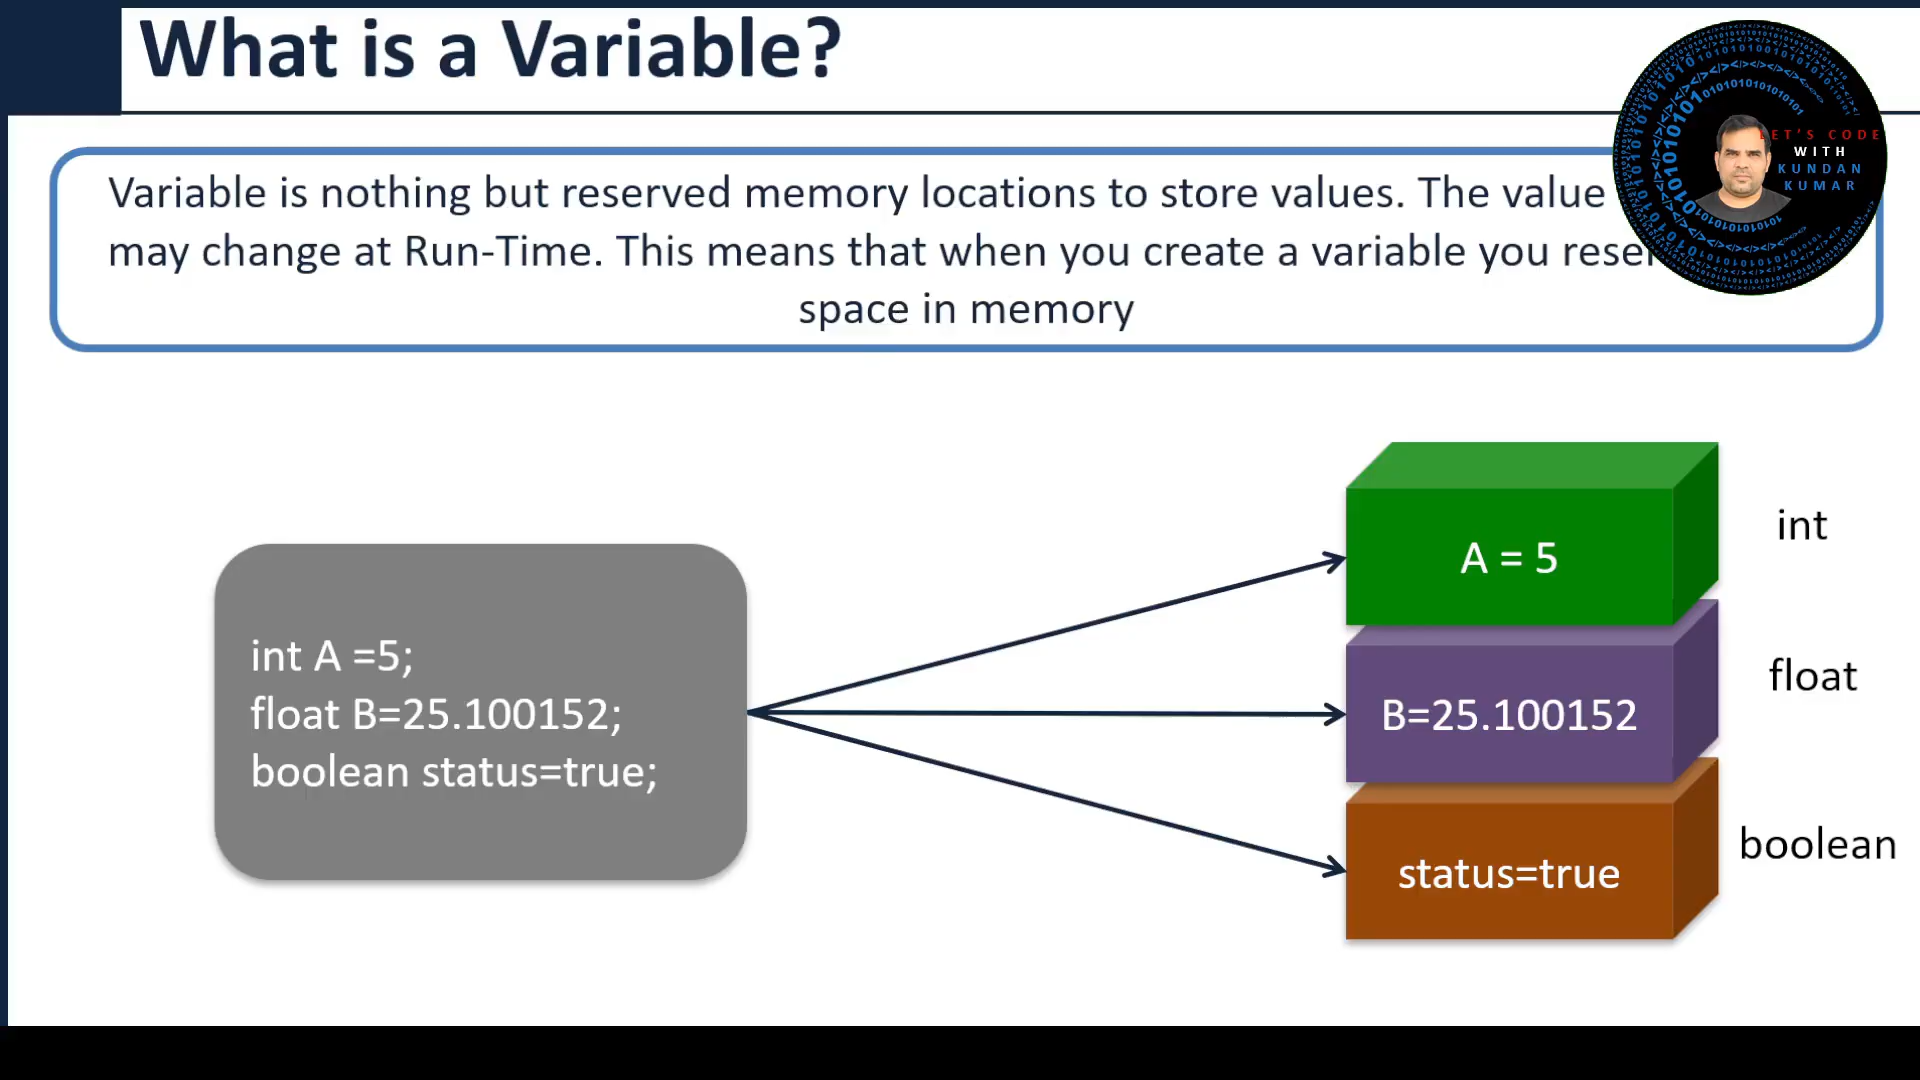 What is a Variable?
LET'S CODE
WITH
KUNDAN
KUMAR
Variable is nothing but reserved memory locations to store values. The value
may change at Run-Time. This means that when you create a variable you
space in memory
int A =5;
float B=25.100152;
boolean status=true;
A = 5
int
B=25.100152
float
status=true
boolean